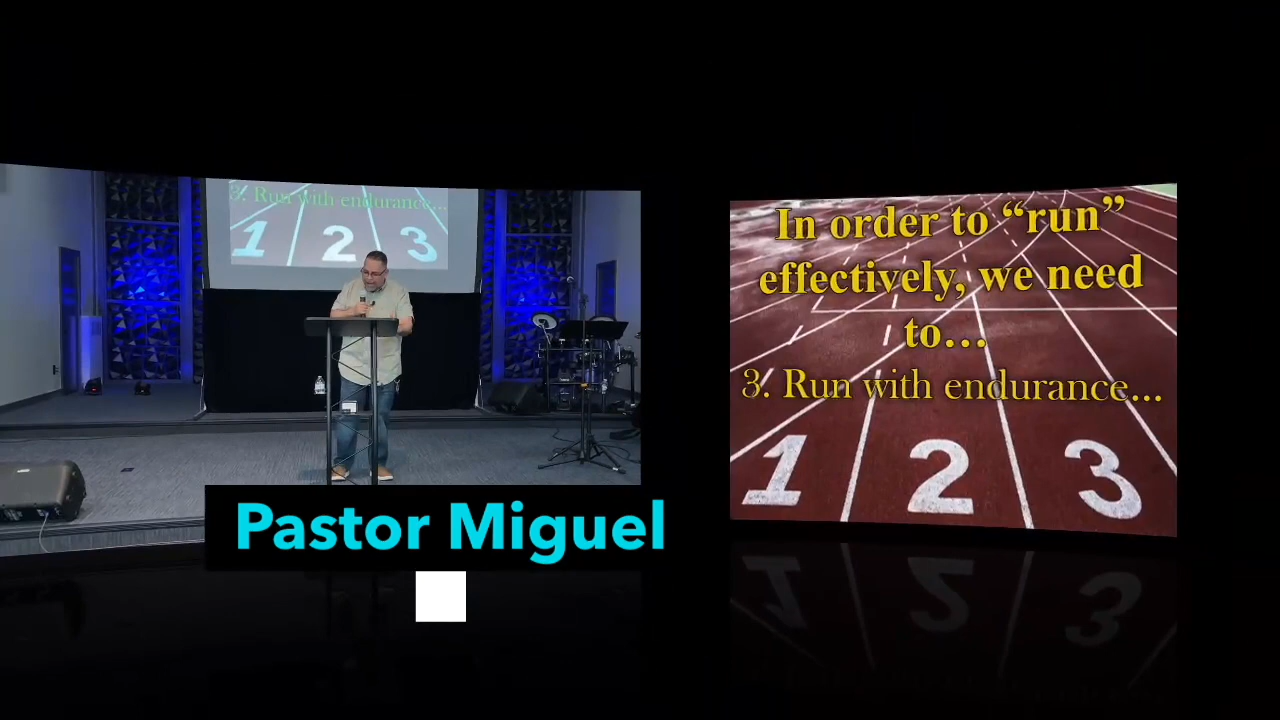 3. Run with endurance...
1 2 3
Pastor Miguel
In order to “run”
effectively, we need
to...
3. Run with endurance...
1 2 3